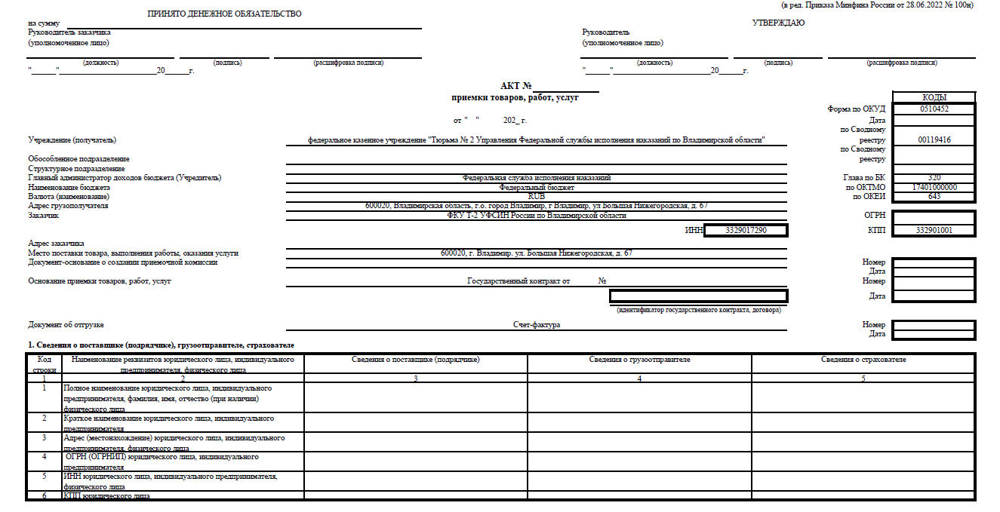 (в ред. Приказа Минфина России от 28.06.2022 № 100н)
ПРИНЯТО ДЕНЕЖНОЕ ОБЯЗАТЕЛЬСТВО
на сумму
УТВЕРЖДАЮ
Руководитель заказчика
(уполномоченное лицо)
Руководитель
(уполномоченное лицо)
(должность) (подпись) (расшифровка подписи)
(должность) (подпись) (расшифровка подписи)
"______"________________________20______г.
"______"________________________20______г.
АКТ №
приемки товаров, работ, услуг
КОДЫ
Форма по ОКУД 0510452
от " " 202_ г.
Дата
по Сводному
Учреждение (получатель) федеральное казенное учреждение "Тюрьма № 2 Управления Федеральной службы исполнения наказаний по Владимирской области" реестру 00119416
по Сводному
Обособленное подразделение реестру
Структурное подразделение
Главный администратор доходов бюджета (Учредитель) Федеральная служба исполнения наказаний Глава по БК 320
Наименование бюджета Федеральный бюджет по ОКТМО 17401000000
Валюта (наименование) RUB по ОКЕИ 643
Адрес грузополучателя 600020, Владимирская область, г.о. город Владимир, г Владимир, ул Большая Нижегородская, д. 67
Заказчик ФКУ Т-2 УФСИН России по Владимирской области ОГРН
ИНН 3329017290 КПП 332901001
Адрес заказчика
Место поставки товара, выполнения работы, оказания услуги 600020, г. Владимир. ул. Большая Нижегородская, д. 67
Документ-основание о создании приемочной комиссии Номер
Дата
Основание приемки товаров, работ, услуг Государственный контракт от № Номер
Дата
(идентификатор государственного контракта, договора)
Документ об отгрузке Счет-фактура Номер
Дата
1. Сведения о поставщике (подрядчике), грузоотправителе, страхователе
Код Наименование реквизитов юридического лица, индивидуального Сведения о поставщике (подрядчике) Сведения о грузоотправителе Сведения о страхователе
строки предпринимателя, физического лица
1 2 3 4 5
1 Полное наименование юридического лица, индивидуального
предпринимателя, фамилия, имя, отчество (при наличии)
физического лица
2 Краткое наименование юридического лица, индивидуального
предпринимателя
3 Адрес (местонахождение) юридического лица, индивидуального
предпринимателя, физического лица
4 ОГРН (ОГРНИП) юридического лица, индивидуального
предпринимателя
5 ИНН юридического лица, индивидуального предпринимателя,
физического лица
6 КПП юридического лица